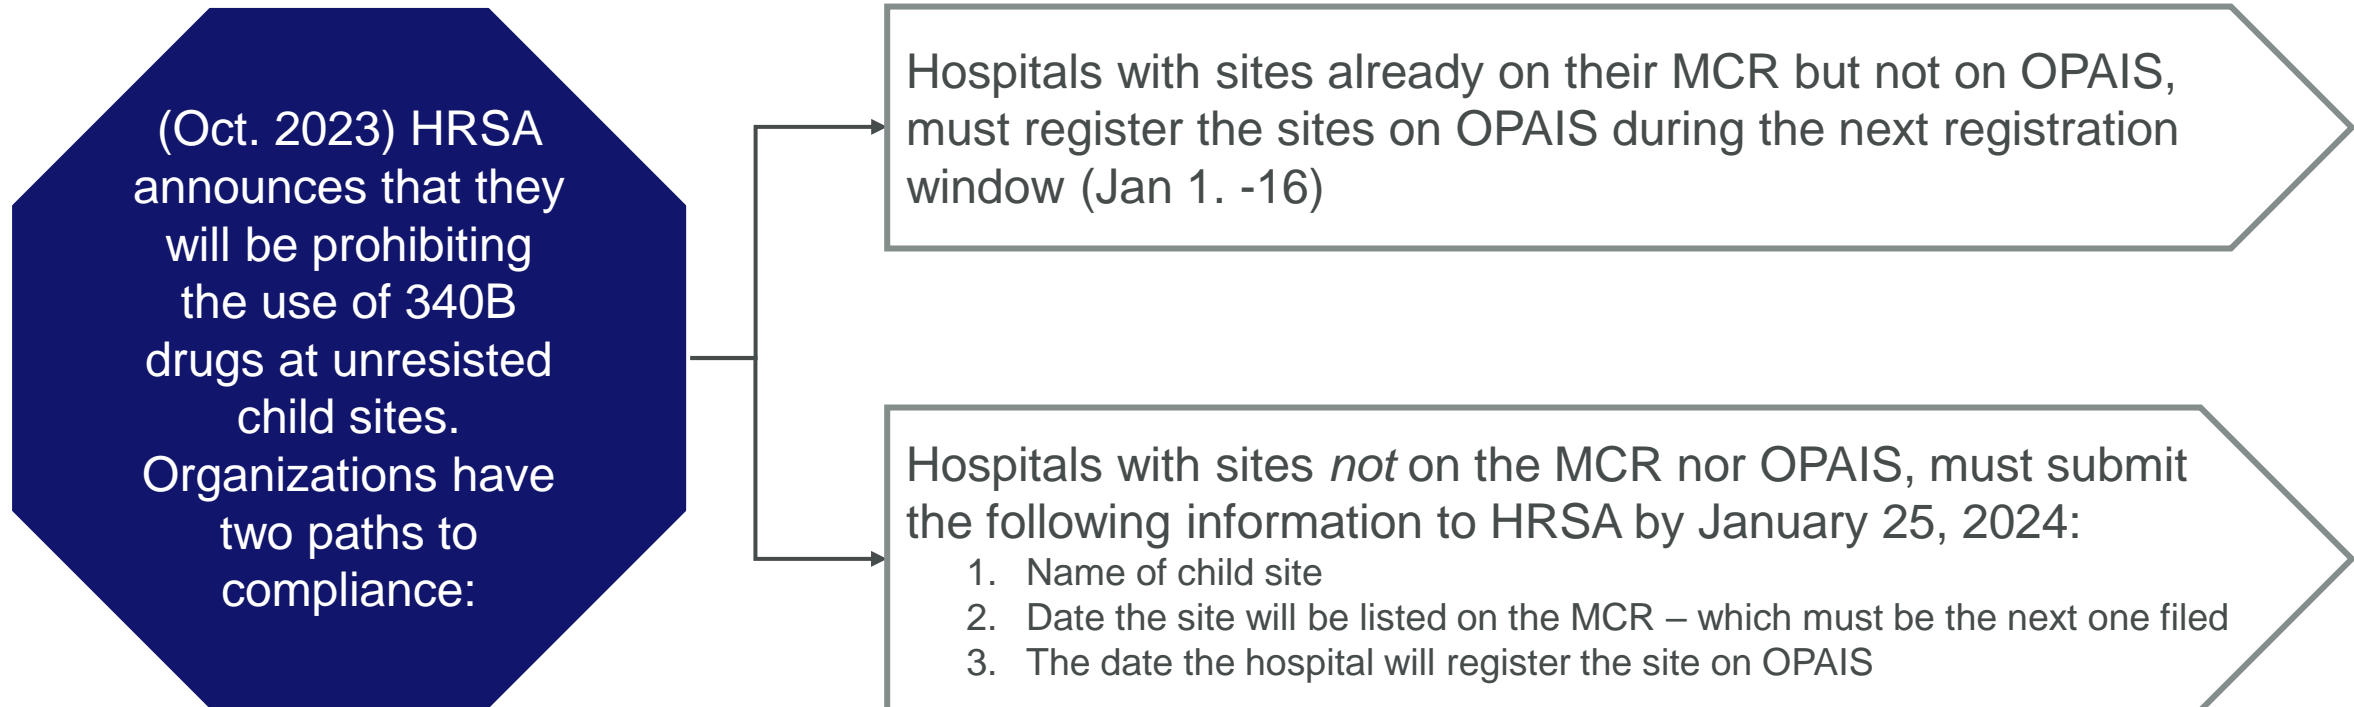 (Oct. 2023) HRSA
announces that they
will be prohibiting
the use of 340B
drugs at unresisted
child sites.
Organizations have
two paths to
compliance:
Hospitals with sites already on their MCR but not on OPAIS,
must register the sites on OPAIS during the next registration
window (Jan 1. -16)
Hospitals with sites not on the MCR nor OPAIS, must submit
the following information to HRSA by January 25, 2024:
1. Name of child site
2. Date the site will be listed on the MCR – which must be the next one filed
3. The date the hospital will register the site on OPAIS